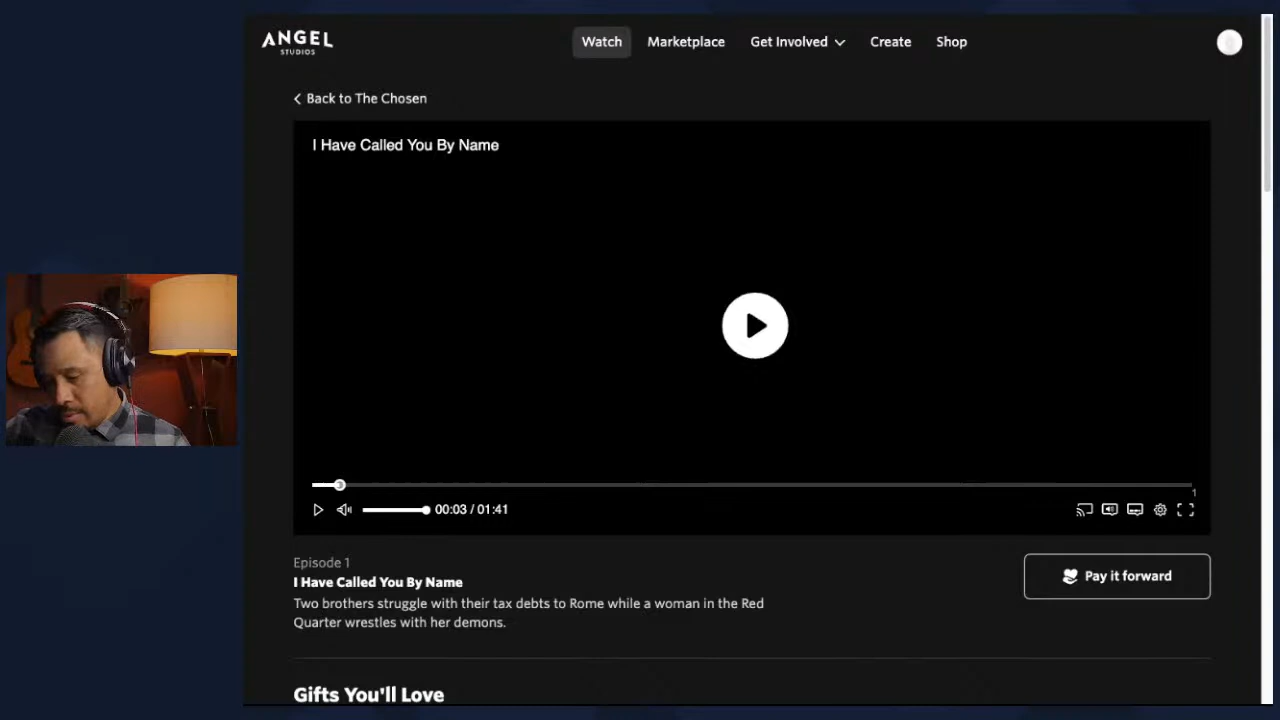 ANGEL
STUDIOS
Watch
Marketplace
Get Involved
Create
Shop
Back to The Chosen
I Have Called You By Name
1
00:03 / 01:41
Episode 1
I Have Called You By Name
Two brothers struggle with their tax debts to Rome while a woman in the Red
Quarter wrestles with her demons.
Pay it forward
Gifts You'll Love